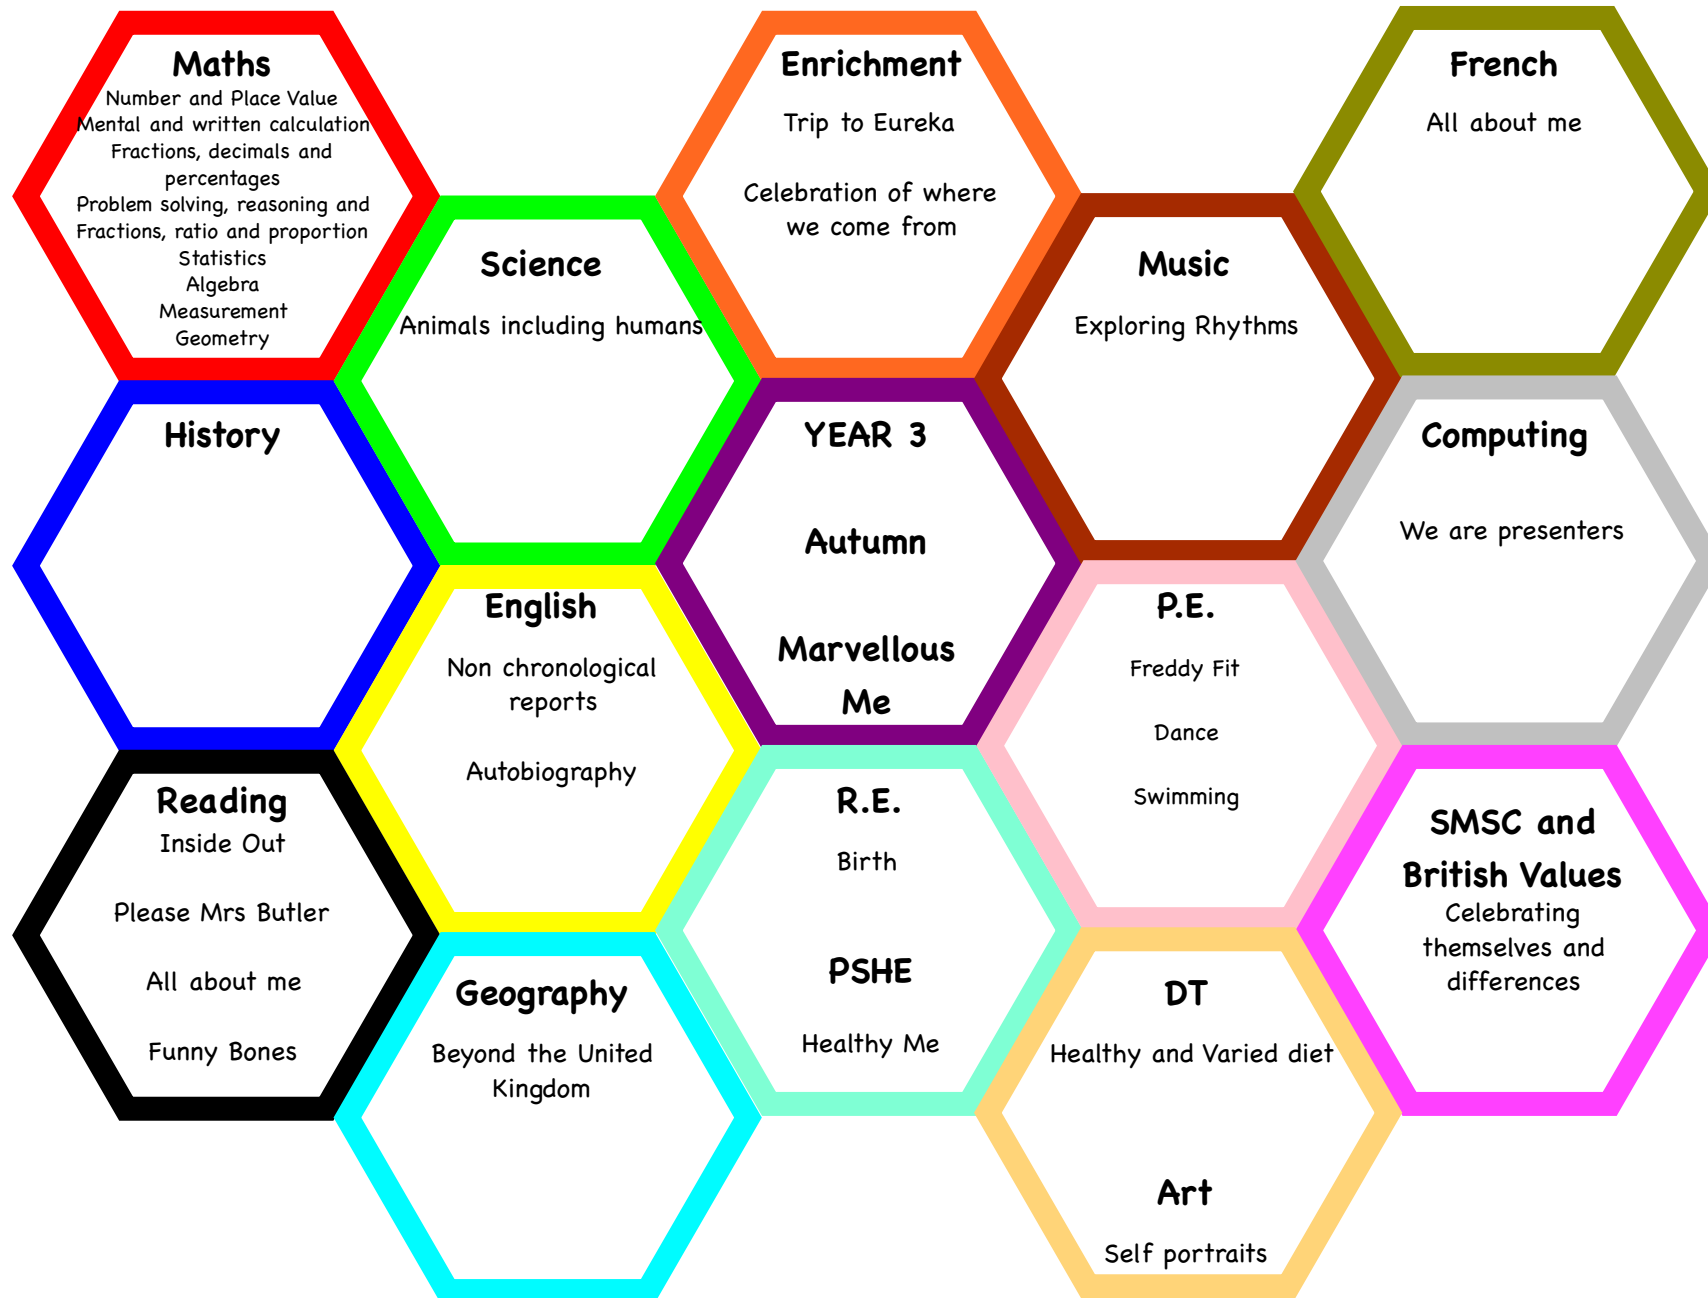 Maths
Number and Place Value
Mental and written calculation
Fractions, decimals and
percentages
Problem solving, reasoning and
Fractions, ratio and proportion
Statistics
Algebra
Measurement
Geometry
Enrichment
Trip to Eureka
Celebration of where
we come from
French
All about me
Science
Animals including humans
Music
Exploring Rhythms
History
YEAR 3
Autumn
Marvellous
Me
Computing
We are presenters
English
Non chronological
reports
Autobiography
P.E.
Freddy Fit
Dance
Swimming
Reading
Inside Out
Please Mrs Butler
All about me
Funny Bones
R.E.
Birth
PSHE
Healthy Me
SMSC and
British Values
Celebrating
themselves and
differences
Geography
Beyond the United
Kingdom
DT
Healthy and Varied diet
Art
Self portraits